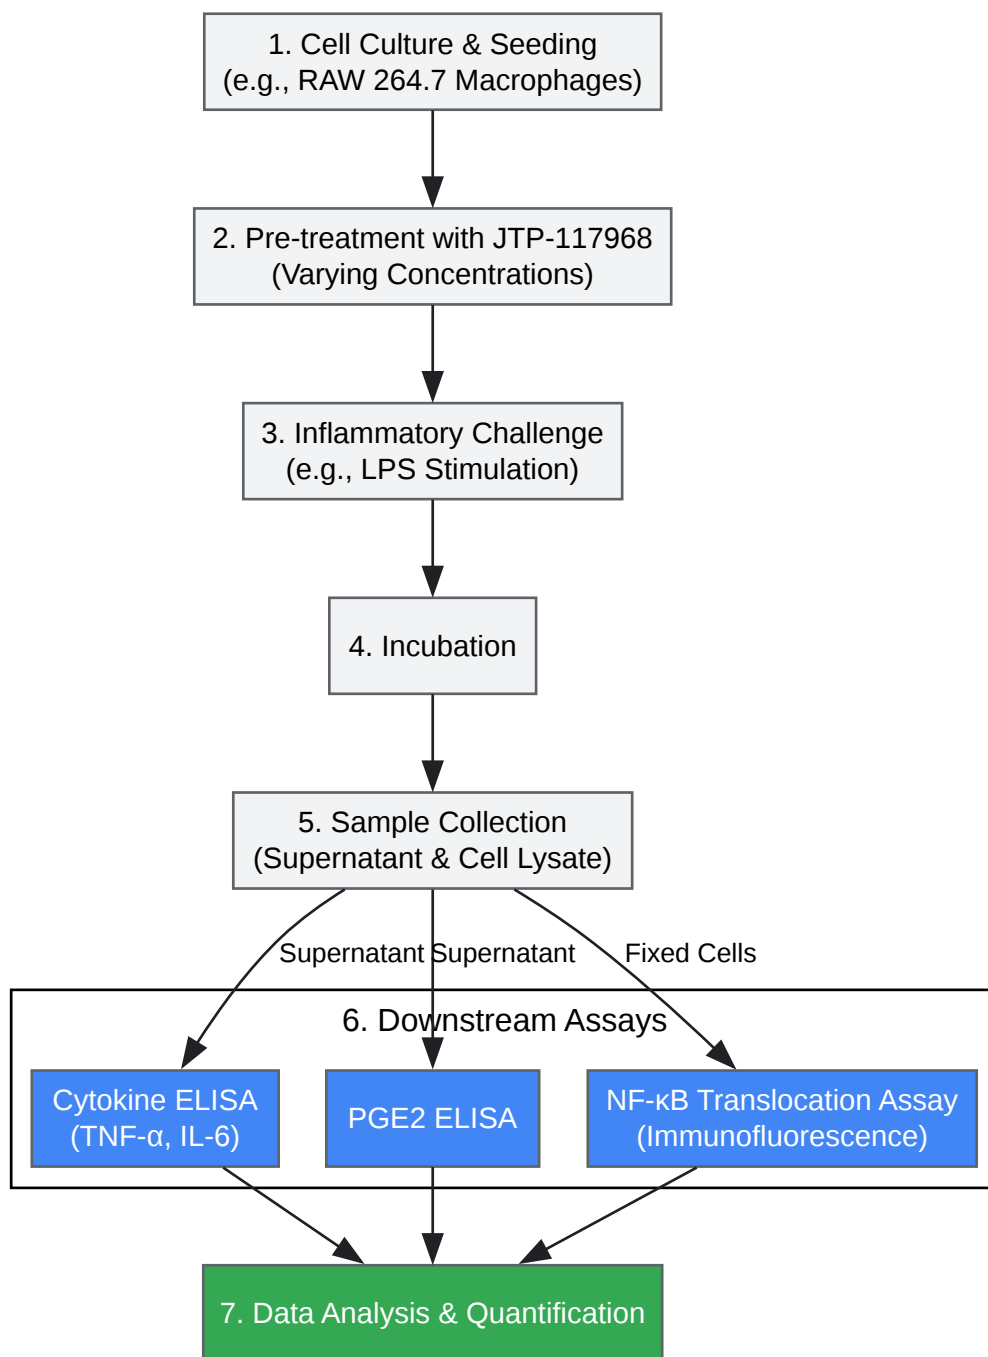 1. Cell Culture & Seeding
(e.g., RAW 264.7 Macrophages)
2. Pre-treatment with JTP-117968
(Varying Concentrations)
3. Inflammatory Challenge
(e.g., LPS Stimulation)
4. Incubation
5. Sample Collection
(Supernatant & Cell Lysate)
Supernatant
Supernatant
Fixed Cells
6. Downstream Assays
Cytokine ELISA
(TNF-α, IL-6)
PGE2 ELISA
NF-κB Translocation Assay
(Immunofluorescence)
7. Data Analysis & Quantification